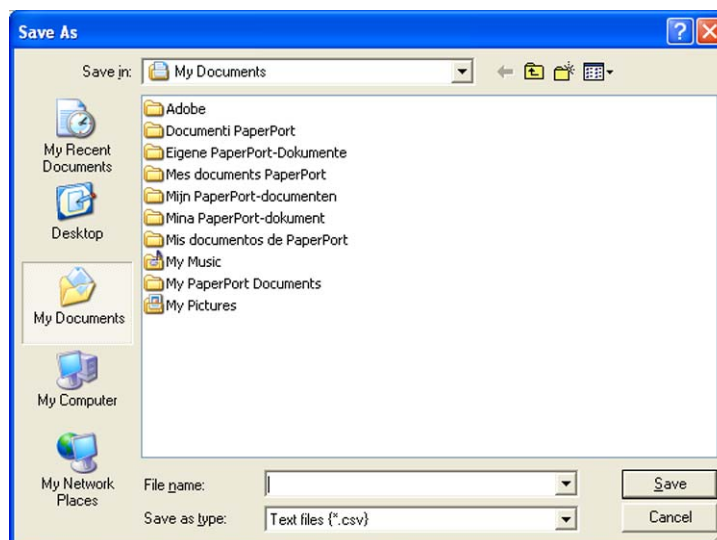 Save As
?
X
Save in:
My Documents
My Recent
Documents
Desktop
My Documents
My Computer
My Network
Places
Adobe
Documenti PaperPort
Eigene PaperPort-Dokumente
Mes documents PaperPort
Mijn PaperPort-documenten
Mina PaperPort-dokument
Mis documentos de PaperPort
My Music
My PaperPort Documents
My Pictures
File name:
Save
Save as type:
Text files {*.csv}
Cancel